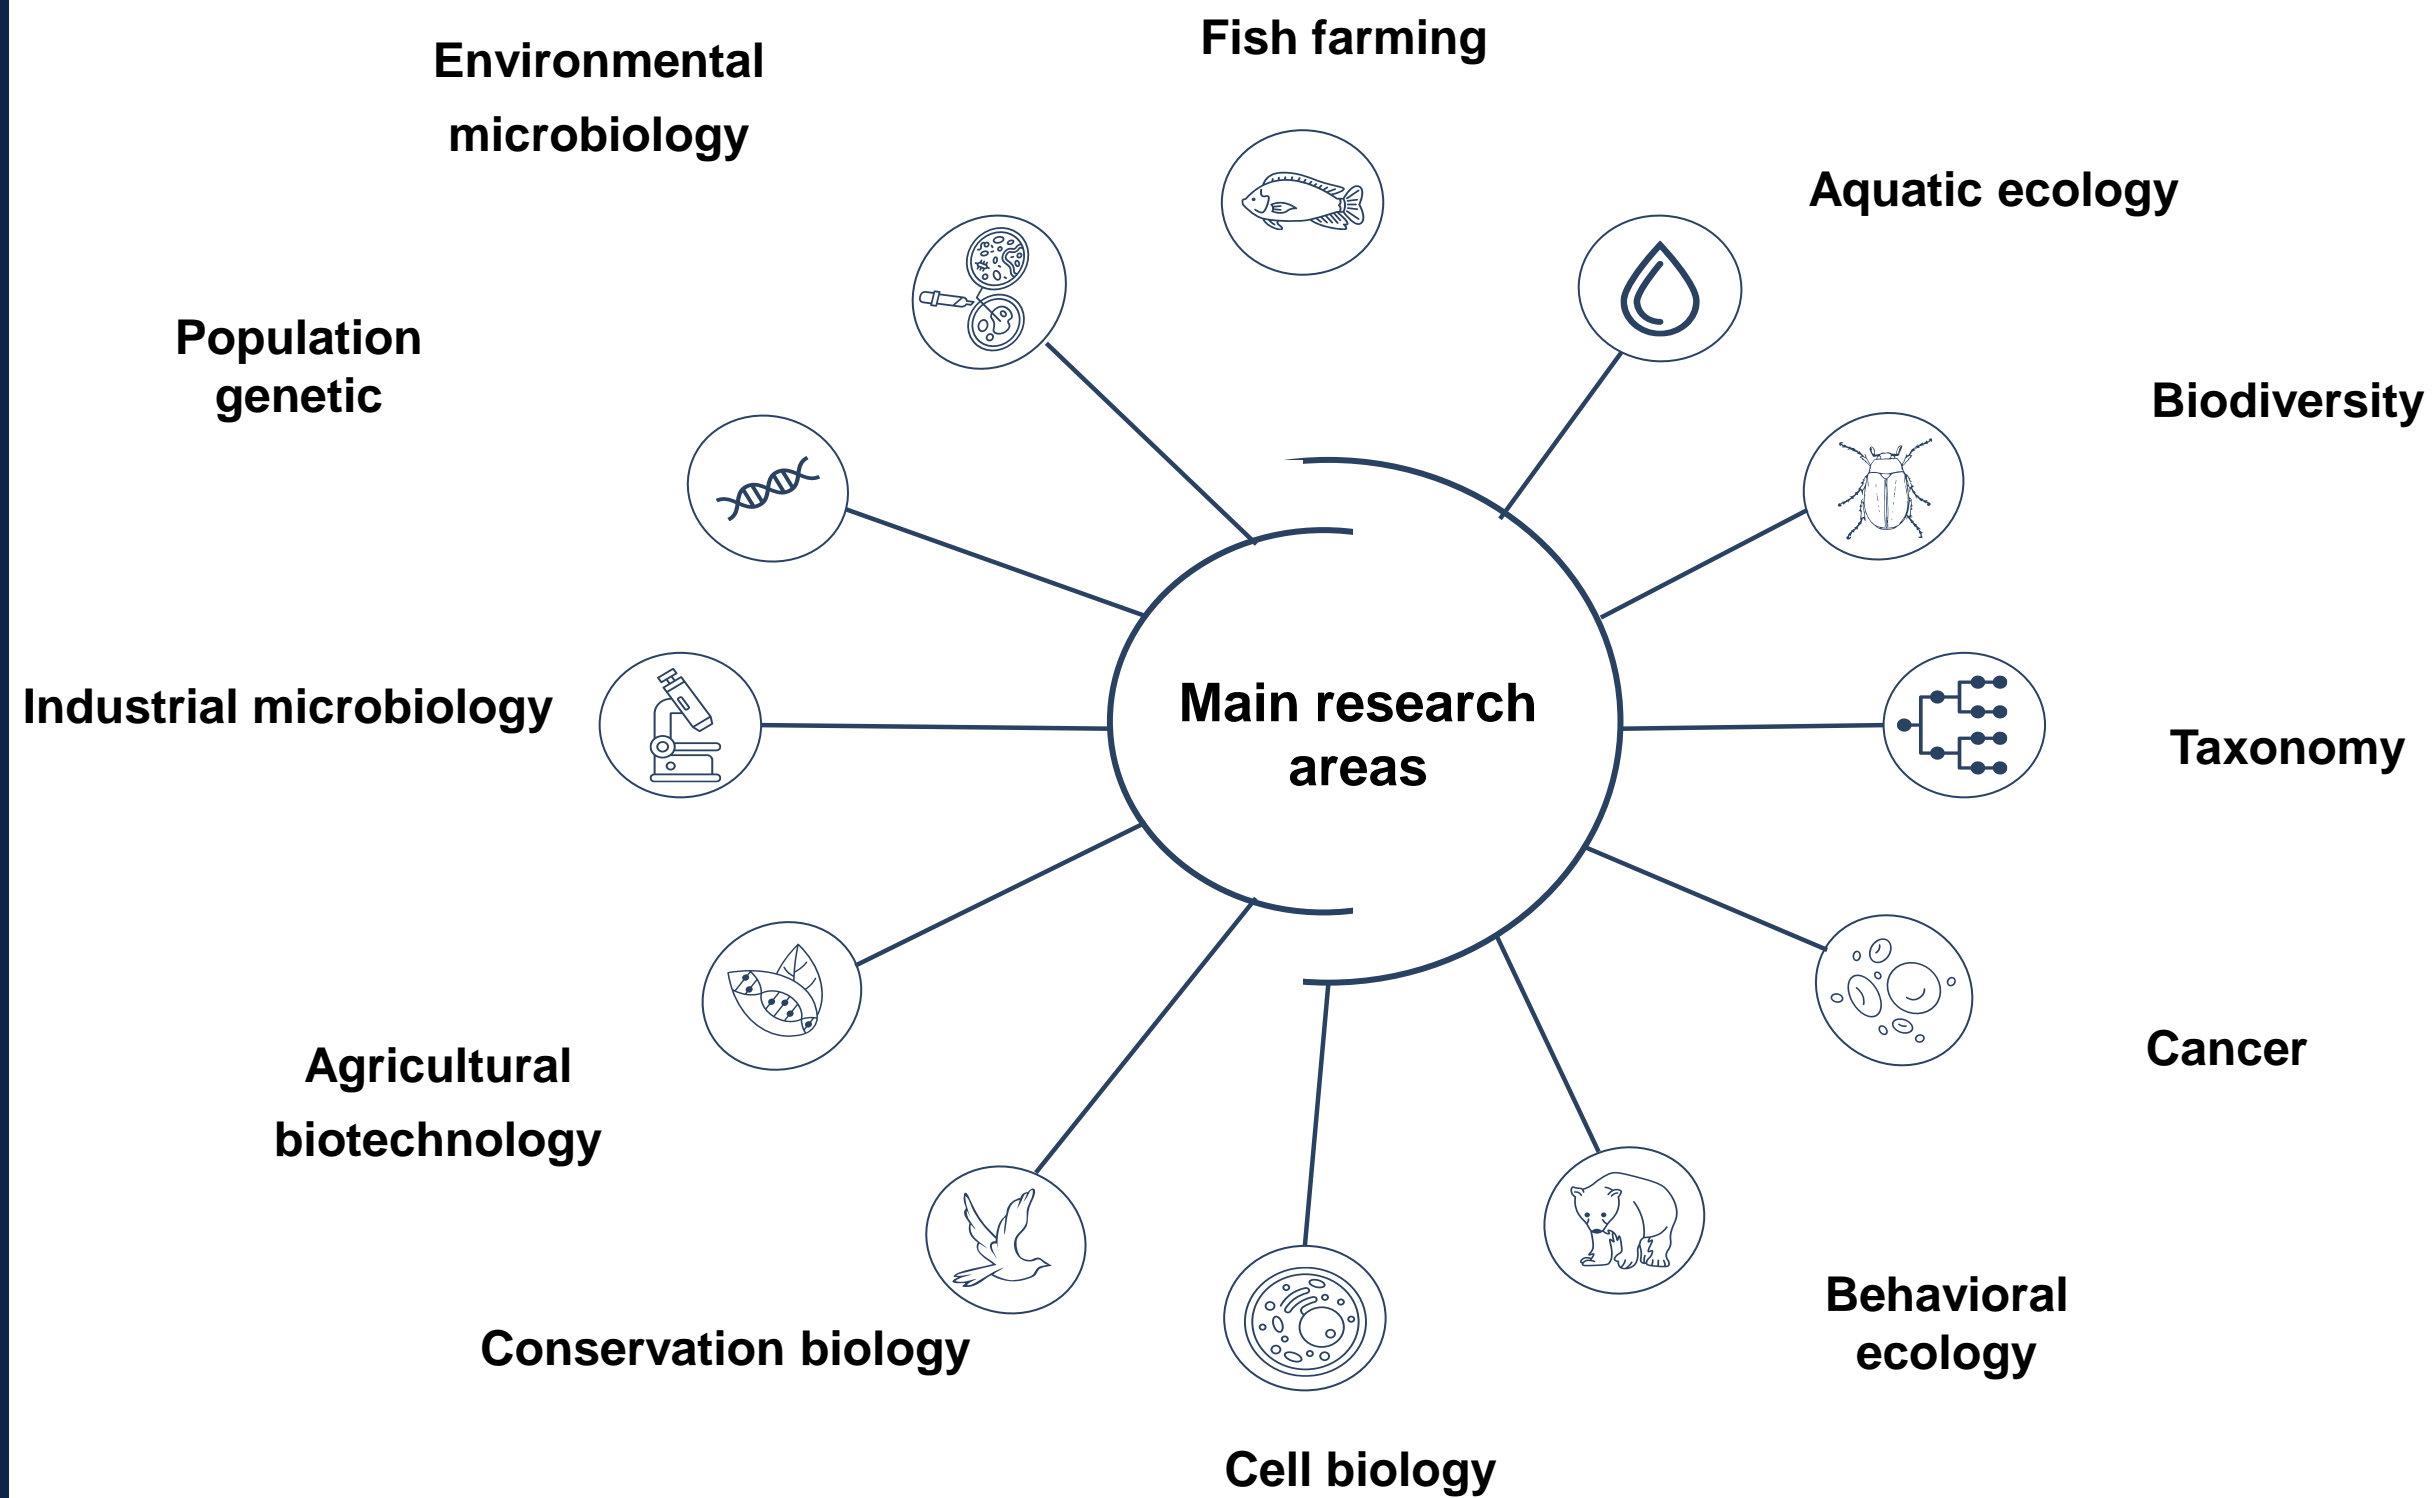 Fish farming
Environmental
microbiology
Aquatic ecology
Population
genetic
Biodiversity
Industrial microbiology
Main research
areas
Taxonomy
Agricultural
biotechnology
Cancer
Conservation biology
Behavioral
ecology
Cell biology